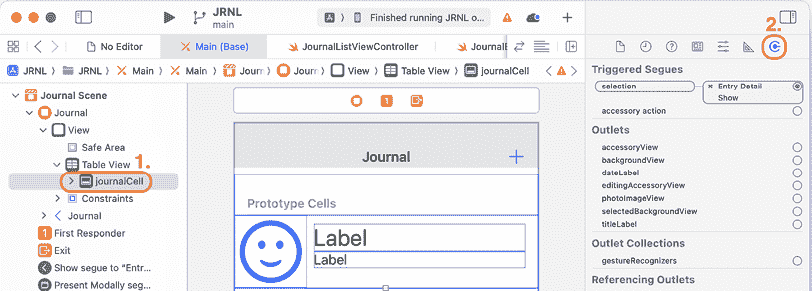 JRNL
main
Finished running JRNL o...
2.
No Editor
Main (Base)
JournalListViewController
JournalE
JRNL
JRNL
Main
Main
Jour
Jour
View
Table View
journalCell
Journal Scene
Journal
View
Safe Area
Table View
1.
journalCell
Constraints
Journal
First Responder
Exit
Show segue to "Entr...
Present Modally seg...
Journal
Prototype Cells
Label
Label
Triggered Segues
selection
Entry Detail
Show
accessory action
Outlets
accessoryView
backgroundView
dateLabel
editingAccessoryView
photoImageView
selectedBackgroundView
titleLabel
Outlet Collections
gestureRecognizers
Referencing Outlets